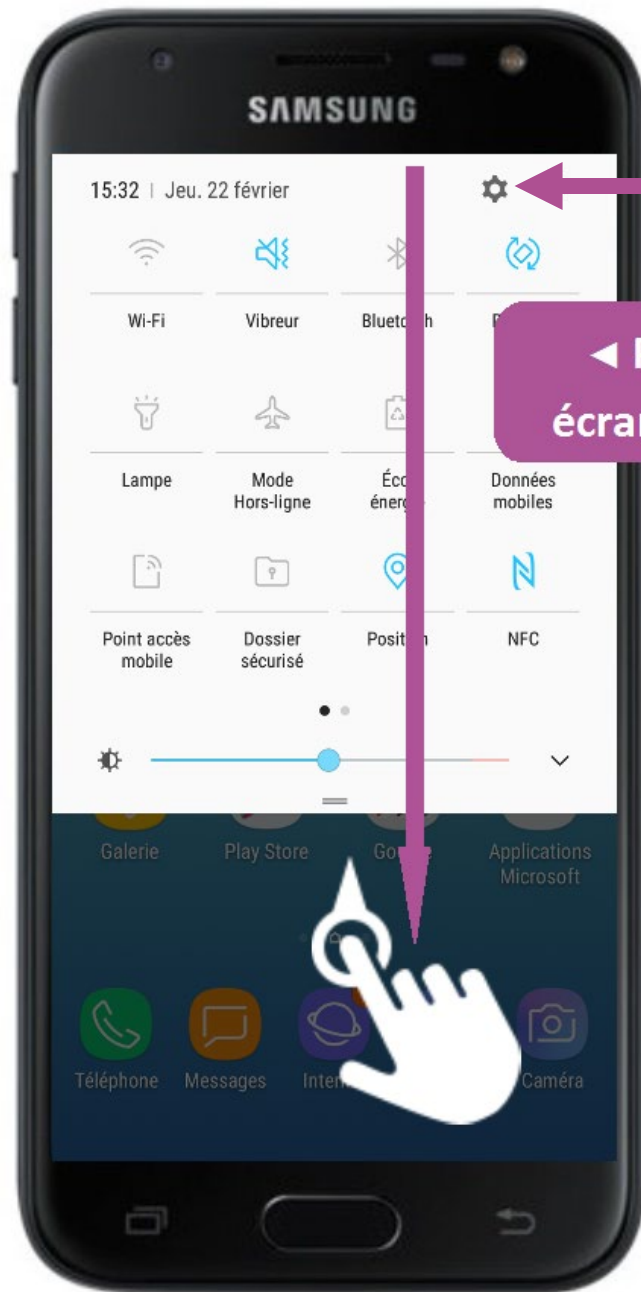 SAMSUNG
15:32 | Jeu. 22 février
Wi-Fi Vibreur
Lampe Mode Données
Hors-ligne mobiles
Point accès Dossier NFC
mobile sécurisé
Galerie Play Store Applications
Microsoft
Téléphone Messages Caméra